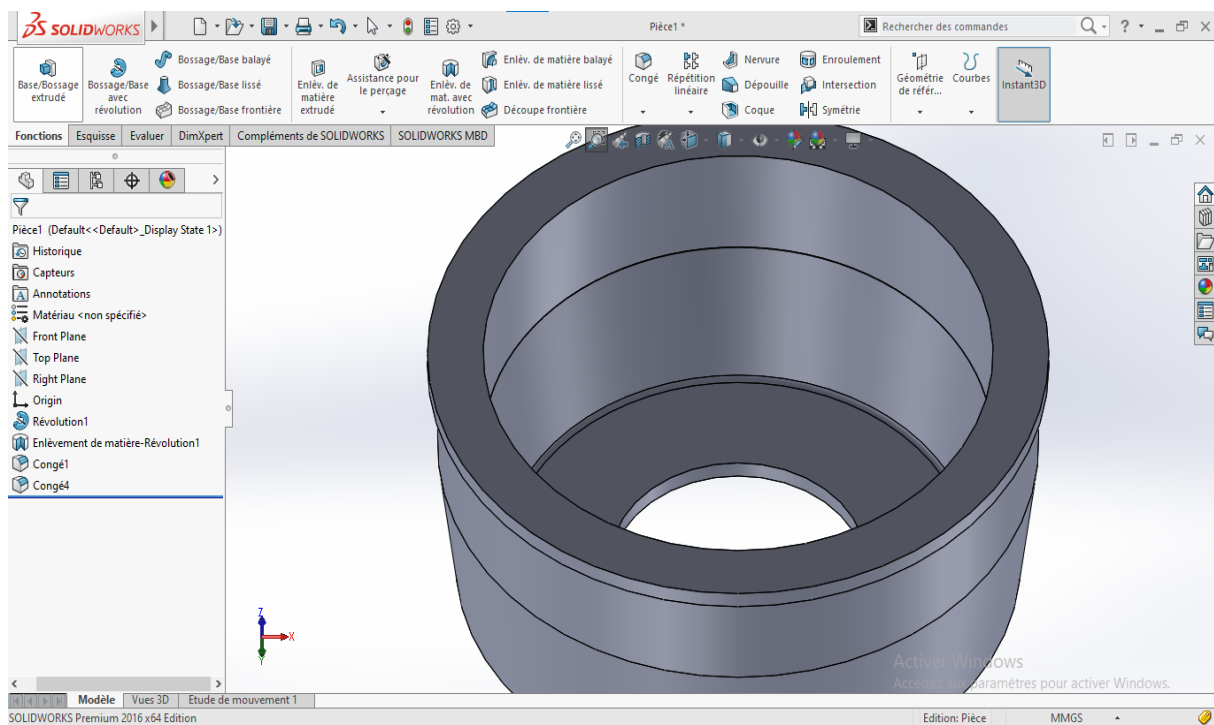 SOLIDWORKS
Pièce1 *
Rechercher des commandes
Base/Bossage extrudé
Bossage/Base avec révolution
Bossage/Base balayé
Bossage/Base lissé
Bossage/Base frontière
Enlèv. de matière extrudé
Assistance pour le perçage
Enlèv. de mat. avec révolution
Enlèv. de matière balayé
Enlèv. de matière lissé
Découpe frontière
Congé
Répétition linéaire
Nervure
Dépouille
Coque
Enroulement
Intersection
Symétrie
Géométrie de référ...
Courbes
Instant3D
Fonctions Esquisse Evaluer DimXpert Compléments de SOLIDWORKS SOLIDWORKS MBD
Pièce1 (Default<<Default>_Display State 1>)
Historique
Capteurs
Annotations
Matériau <non spécifié>
Front Plane
Top Plane
Right Plane
Origin
Révolution1
Enlèvement de matière-Révolution1
Congé1
Congé4
Z
X
Y
Activer Windows
Accédez aux paramètres pour activer Windows.
Modèle Vues 3D Etude de mouvement 1
SOLIDWORKS Premium 2016 x64 Edition
Edition: Pièce
MMGS